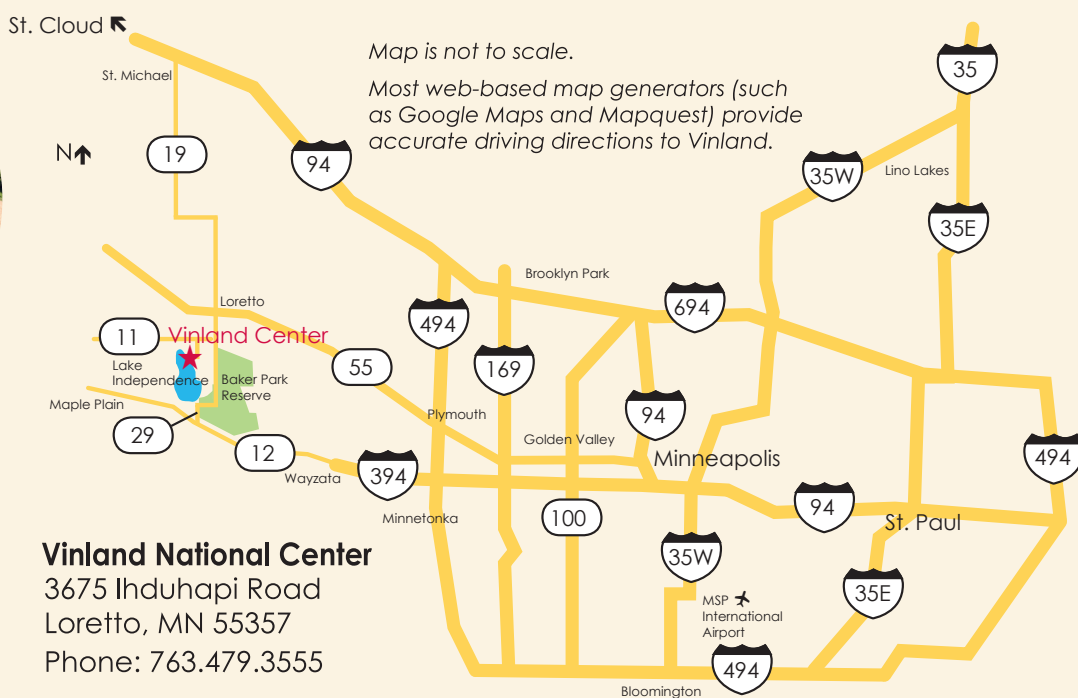 St. Cloud
Map is not to scale.
Most web-based map generators (such
as Google Maps and Mapquest) provide
accurate driving directions to Vinland.
35
St. Michael
N
19
94
35W
Lino Lakes
35E
Brooklyn Park
Loretto
694
494
11
Vinland Center
Lake
Independence
Baker Park
Reserve
55
169
Maple Plain
Plymouth
94
29
12
Golden Valley
Minneapolis
494
Wayzata
394
94
Minnetonka
100
St. Paul
35W
35E
MSP
International
Airport
494
Bloomington
Vinland National Center
3675 Ihduhapi Road
Loretto, MN 55357
Phone: 763.479.3555